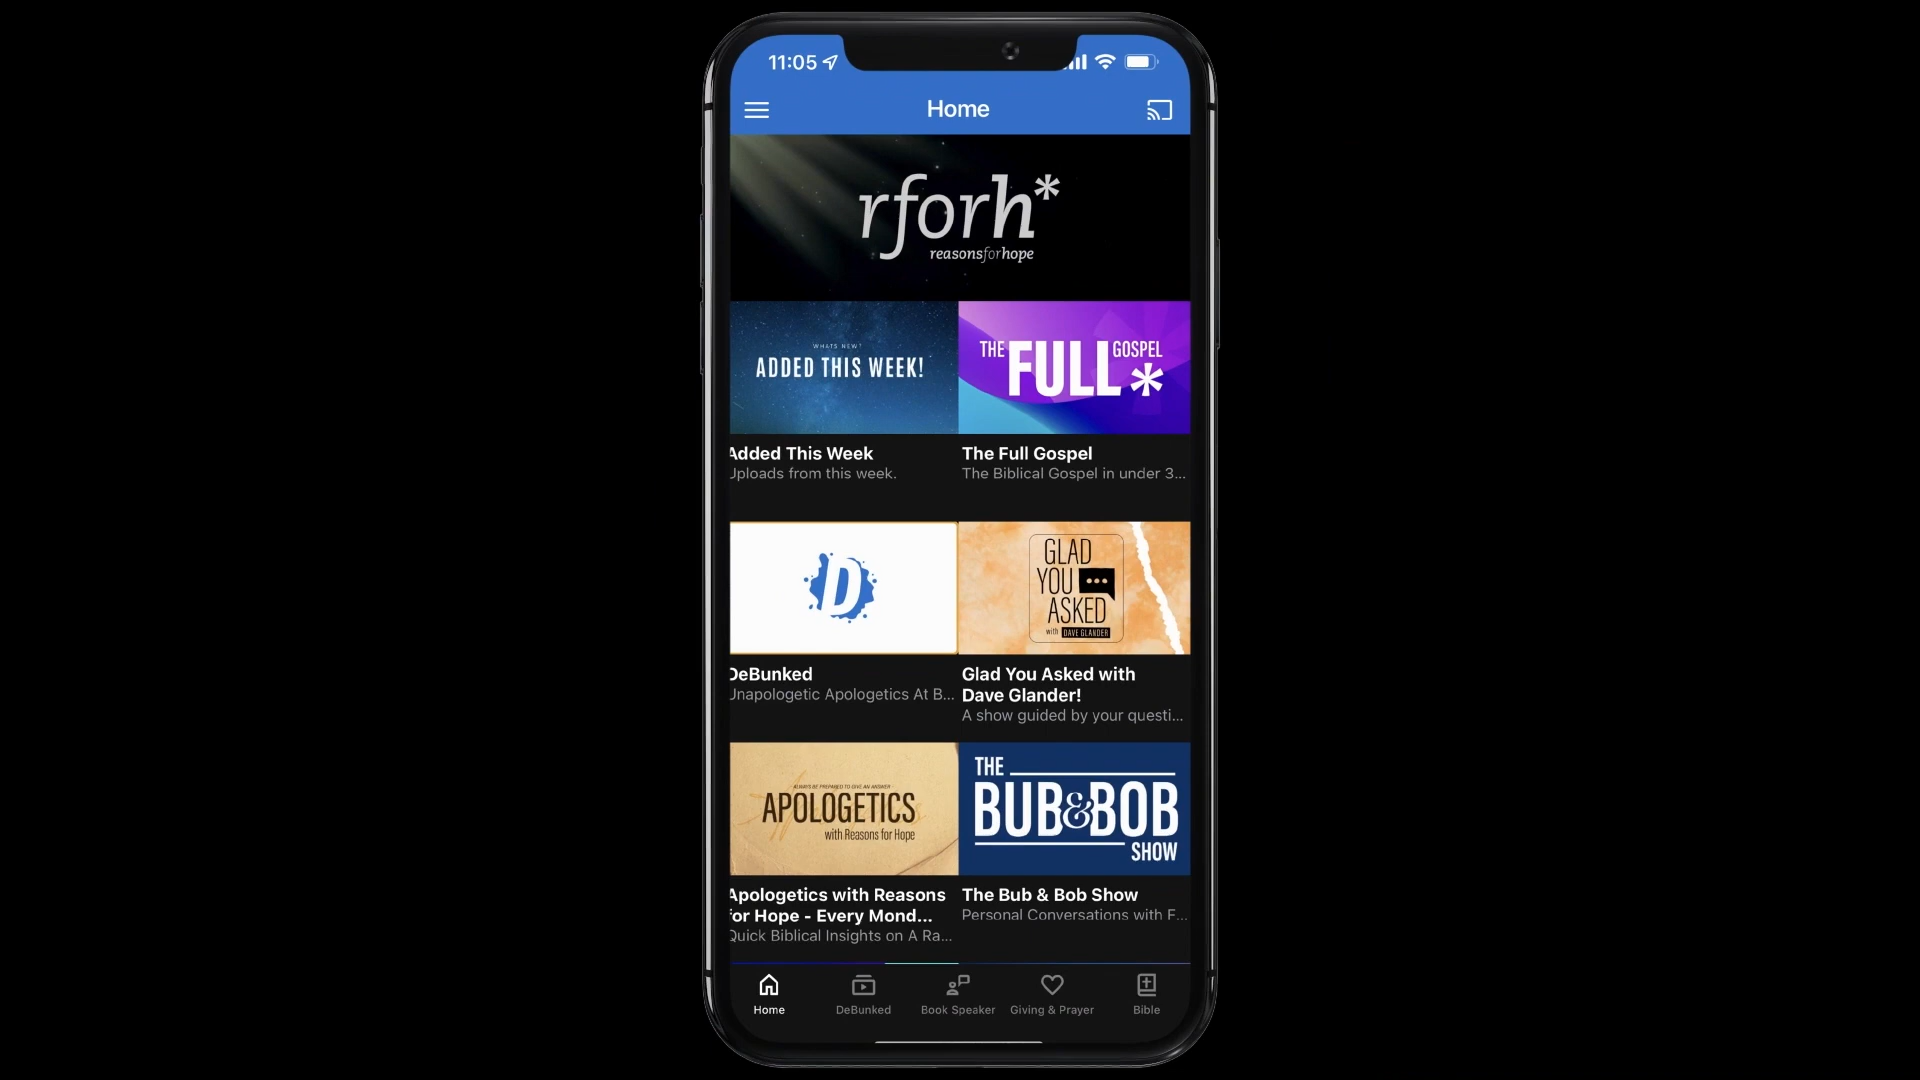 11:05
Home
rforh*
reasonsforhope
WHATS NEW?
ADDED THIS WEEK!
THE FULL GOSPEL *
Added This Week
Uploads from this week.
The Full Gospel
The Biblical Gospel in under 3...
D
GLAD
YOU
ASKED
with DAVE GLANDER
DeBunked
Unapologetic Apologetics At B...
Glad You Asked with
Dave Glander!
A show guided by your questi...
ALWAYS BE PREPARED TO GIVE AN ANSWER
APOLOGETICS
with Reasons for Hope
THE
BUB & BOB
SHOW
Apologetics with Reasons
for Hope - Every Mond...
Quick Biblical Insights on A Ra...
The Bub & Bob Show
Personal Conversations with F...
Home
DeBunked
Book Speaker
Giving & Prayer
Bible